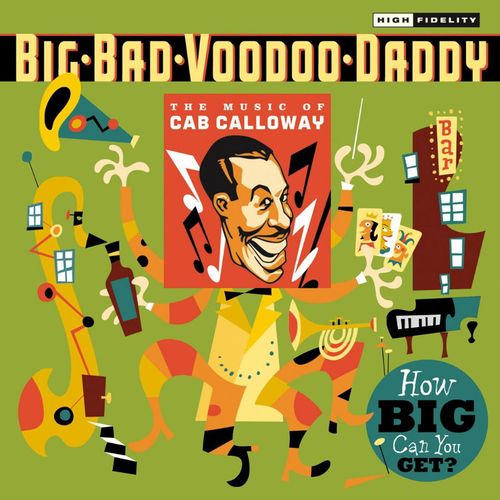 HIGH FIDELITY
BIG•BAD•VOODOO•DADDY
THE MUSIC OF
CAB CALLOWAY
Bar
How
BIG
Can You
GET?